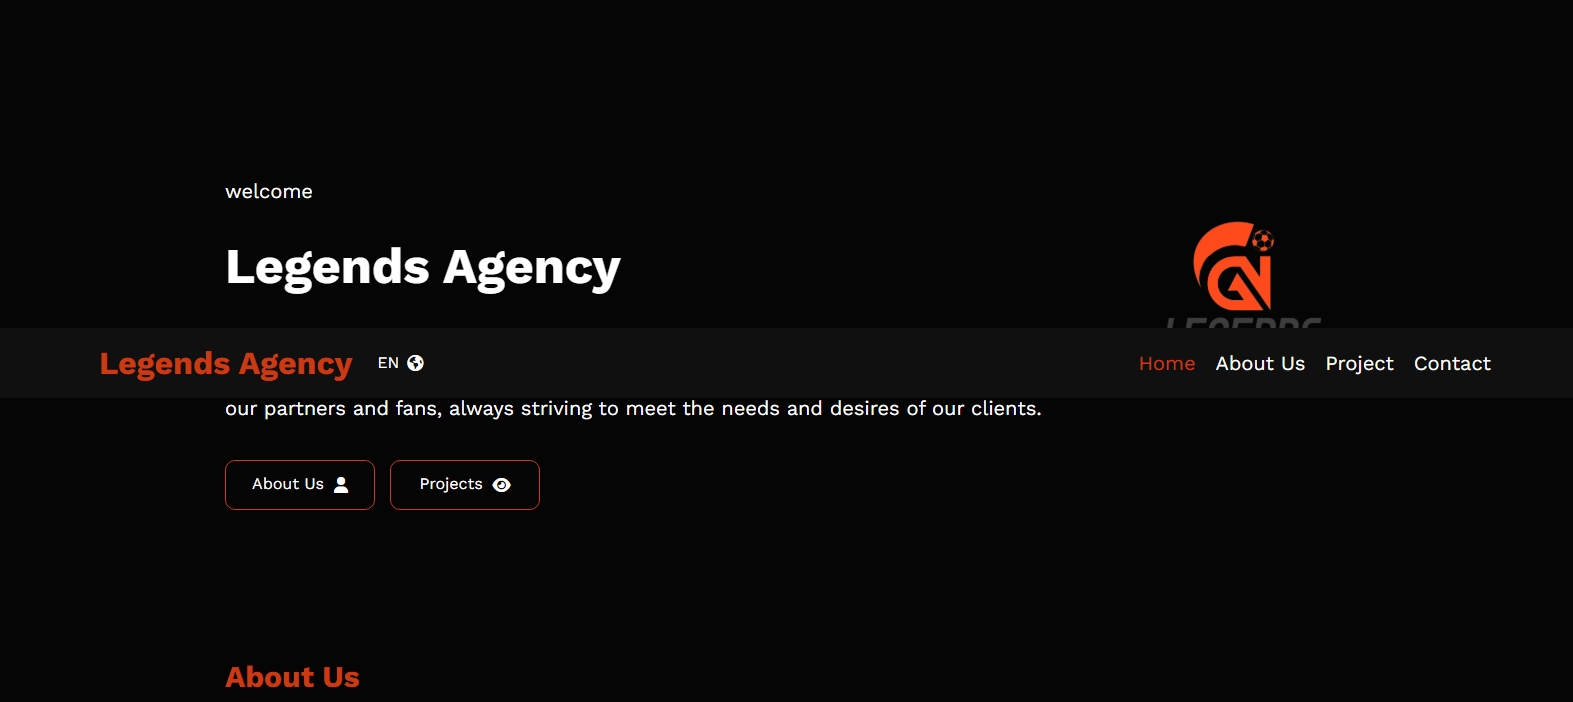 welcome
Legends Agency
Legends Agency EN Home About Us Project Contact
our partners and fans, always striving to meet the needs and desires of our clients.
About Us Projects
About Us